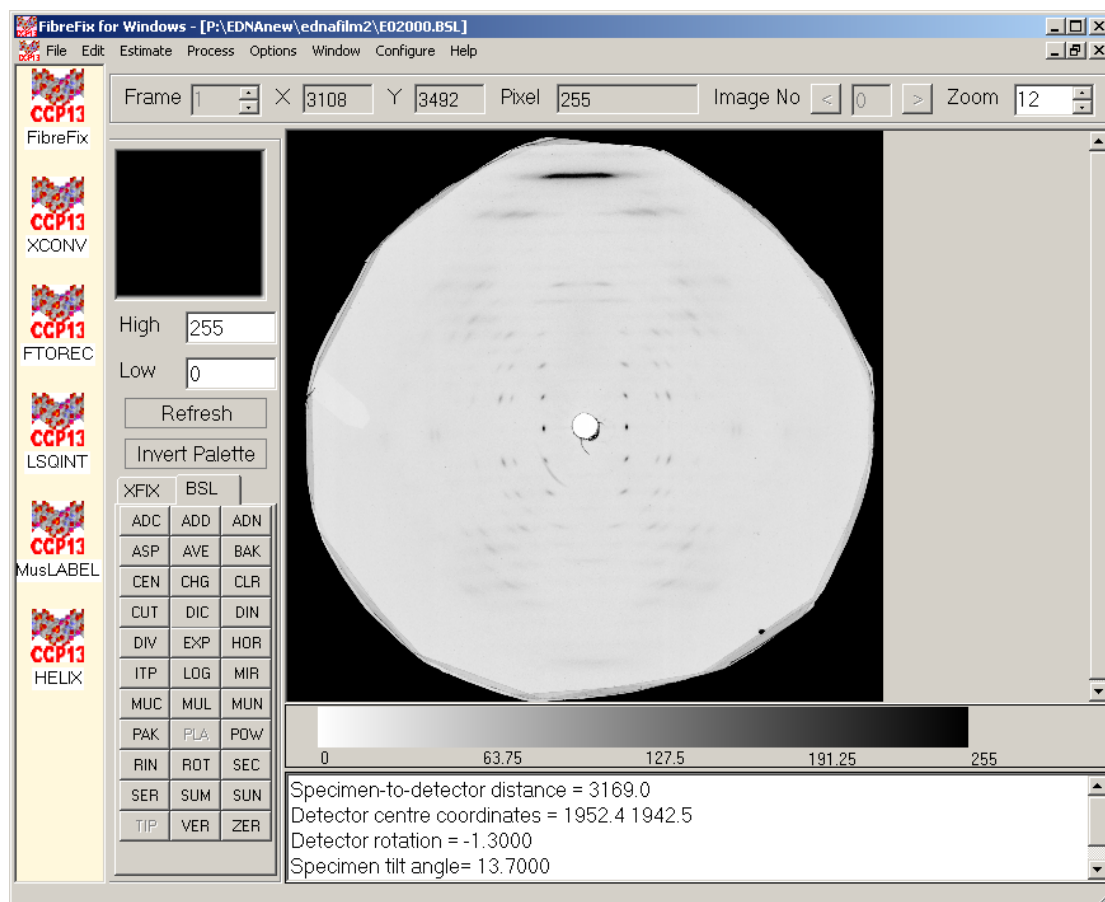 FibreFix for Windows - [P:\EDNAnew\ednafilm2\E02000.BSL]
CCP13 File Edit Estimate Process Options Window Configure Help
CCP13
FibreFix
CCP13
XCONV
CCP13
FTOREC
CCP13
LSQINT
CCP13
MusLABEL
CCP13
HELIX
Frame 1 X 3108 Y 3492 Pixel 255 Image No < 0 > Zoom 12
High 255
Low 0
Refresh
Invert Palette
XFIX BSL
ADC ADD ADN
ASP AVE BAK
CEN CHG CLR
CUT DIC DIN
DIV EXP HOR
ITP LOG MIR
MUC MUL MUN
PAK PLA POW
RIN ROT SEC
SER SUM SUN
TIP VER ZER
0 63.75 127.5 191.25 255
Specimen-to-detector distance = 3169.0
Detector centre coordinates = 1952.4 1942.5
Detector rotation = -1.3000
Specimen tilt angle= 13.7000